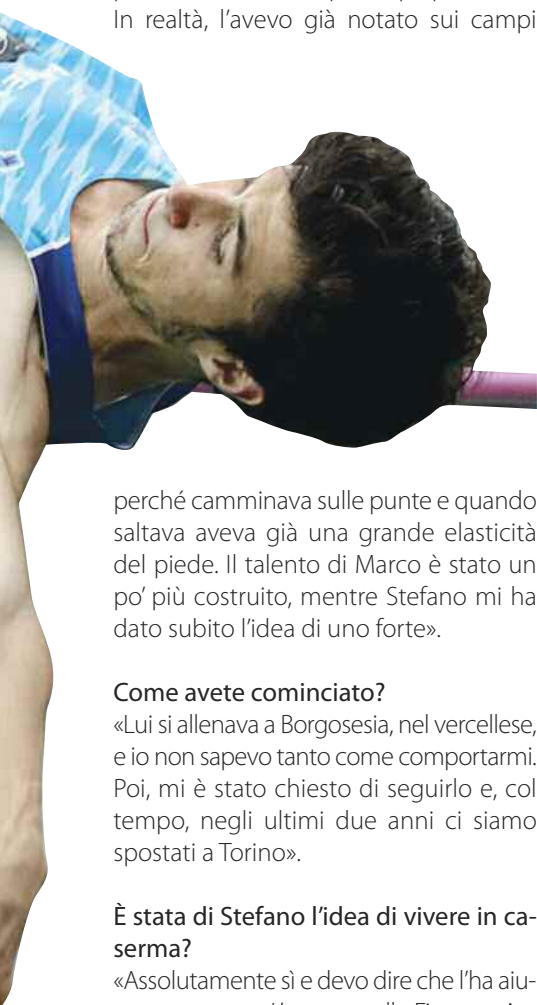 In realtà, l'avevo già notato sui campi
perché camminava sulle punte e quando
saltava aveva già una grande elasticità
del piede. Il talento di Marco è stato un
po' più costruito, mentre Stefano mi ha
dato subito l'idea di uno forte».
Come avete cominciato?
«Lui si allenava a Borgosesia, nel vercellese,
e io non sapevo tanto come comportarmi.
Poi, mi è stato chiesto di seguirlo e, col
tempo, negli ultimi due anni ci siamo
spostati a Torino».
È stata di Stefano l'idea di vivere in ca-
serma?
«Assolutamente sì e devo dire che l'ha aiu-